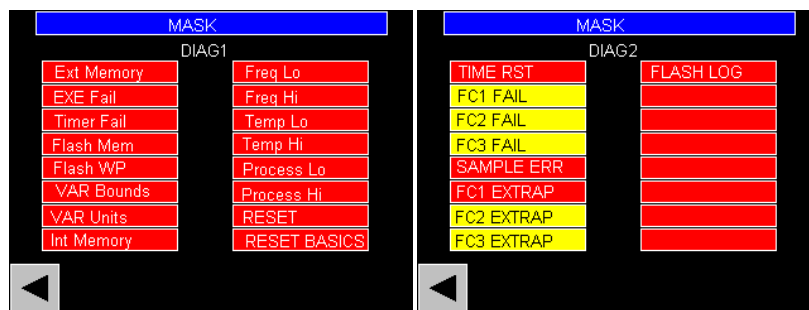 MASK
DIAG1
Ext Memory
EXE Fail
Timer Fail
Flash Mem
Flash WP
VAR Bounds
VAR Units
Int Memory
Freq Lo
Freq Hi
Temp Lo
Temp Hi
Process Lo
Process Hi
RESET
RESET BASICS
MASK
DIAG2
TIME RST
FC1 FAIL
FC2 FAIL
FC3 FAIL
SAMPLE ERR
FC1 EXTRAP
FC2 EXTRAP
FC3 EXTRAP
FLASH LOG